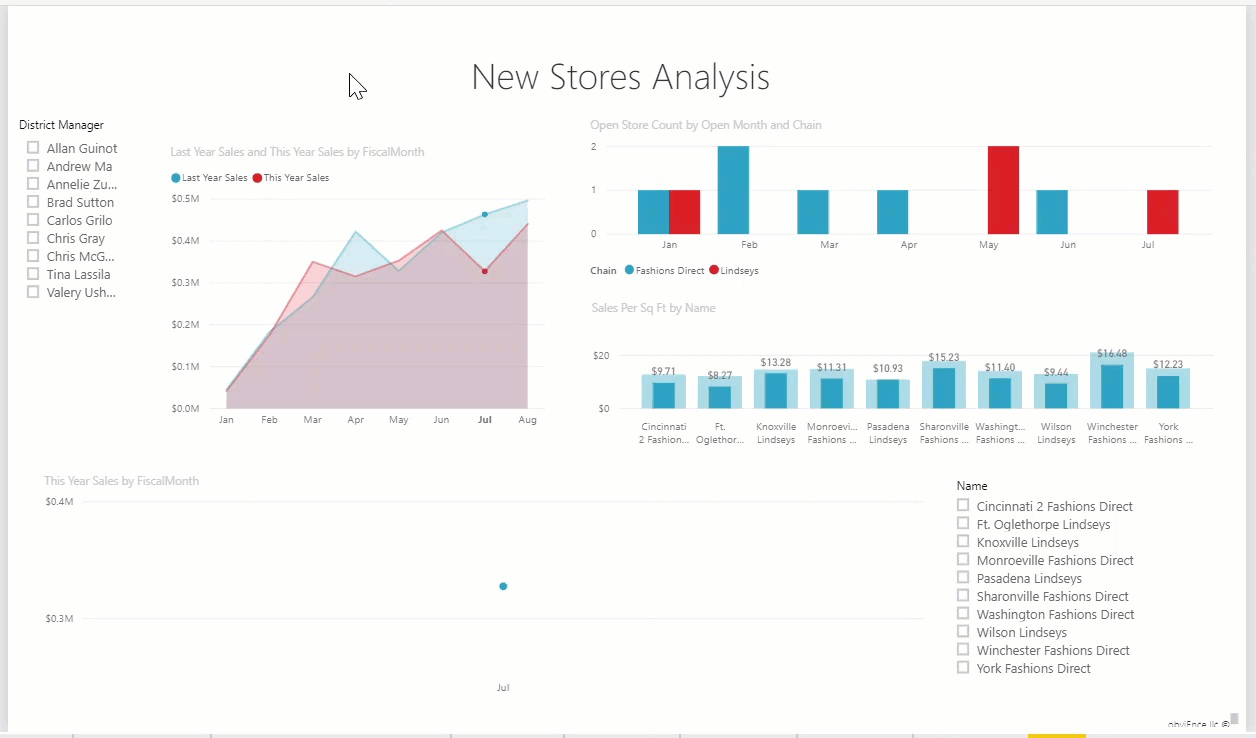 New Stores Analysis
District Manager
Allan Guinot
Andrew Ma
Annelie Zu...
Brad Sutton
Carlos Grilo
Chris Gray
Chris McG...
Tina Lassila
Valery Ush...
Last Year Sales and This Year Sales by FiscalMonth
Last Year Sales This Year Sales
$0.5M
$0.4M
$0.3M
$0.2M
$0.1M
$0.0M
Jan Feb Mar Apr May Jun Jul Aug
Open Store Count by Open Month and Chain
2
1
0
Jan Feb Mar Apr May Jun Jul
Chain Fashions Direct Lindseys
Sales Per Sq Ft by Name
$20
$0
$9.71 $8.27 $13.28 $11.31 $10.93 $15.23 $11.40 $9.44 $16.48 $12.23
Cincinnati Ft. Knoxville Monroevi... Pasadena Sharonville Washingt... Wilson Winchester York
2 Fashion... Oglethor... Lindseys Fashions ... Lindseys Fashions ... Fashions ... Lindseys Fashions ... Fashions ...
This Year Sales by FiscalMonth
$0.4M
$0.3M
Jul
Name
Cincinnati 2 Fashions Direct
Ft. Oglethorpe Lindseys
Knoxville Lindseys
Monroeville Fashions Direct
Pasadena Lindseys
Sharonville Fashions Direct
Washington Fashions Direct
Wilson Lindseys
Winchester Fashions Direct
York Fashions Direct
obviEnce llc ©